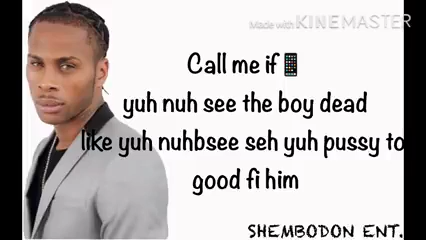 Made with KINEMASTER
Call me if📱
yuh nuh see the boy dead
like yuh nuhbsee seh yuh pussy to
good fi him
SHEMBODON ENT.